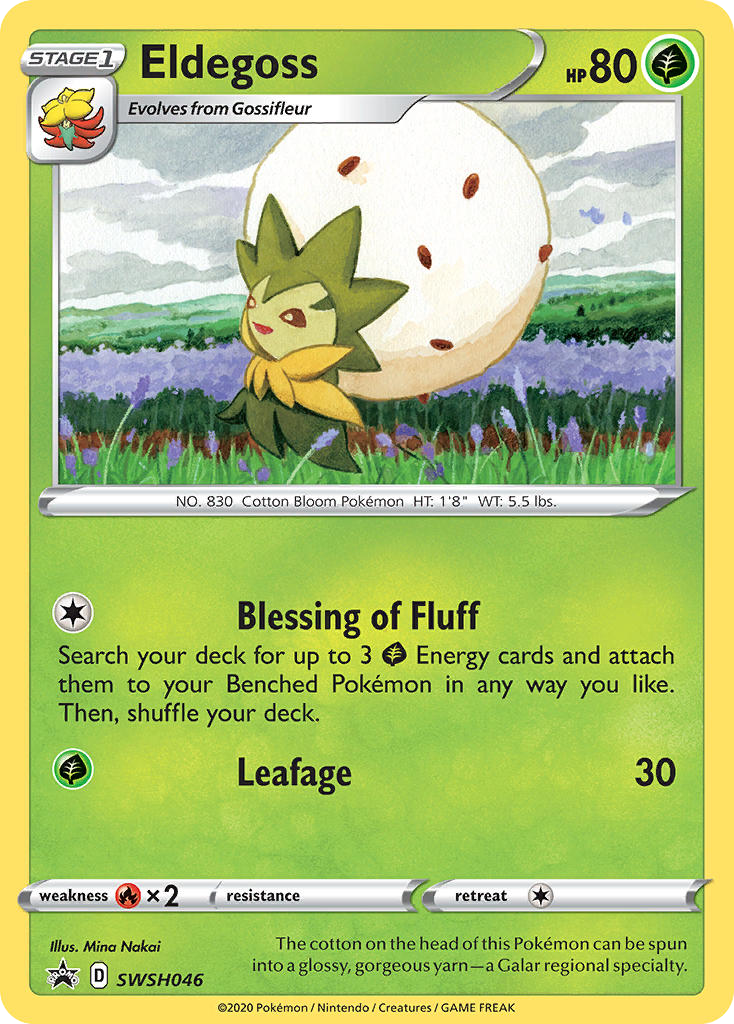 STAGE1
Eldegoss
HP80
Evolves from Gossifleur
NO. 830 Cotton Bloom Pokémon HT: 1'8" WT: 5.5 lbs.
Blessing of Fluff
Search your deck for up to 3 Energy cards and attach
them to your Benched Pokémon in any way you like.
Then, shuffle your deck.
Leafage 30
weakness ×2 resistance retreat
Illus. Mina Nakai
The cotton on the head of this Pokémon can be spun
into a glossy, gorgeous yarn—a Galar regional specialty.
PROMO D SWSH046
©2020 Pokémon / Nintendo / Creatures / GAME FREAK